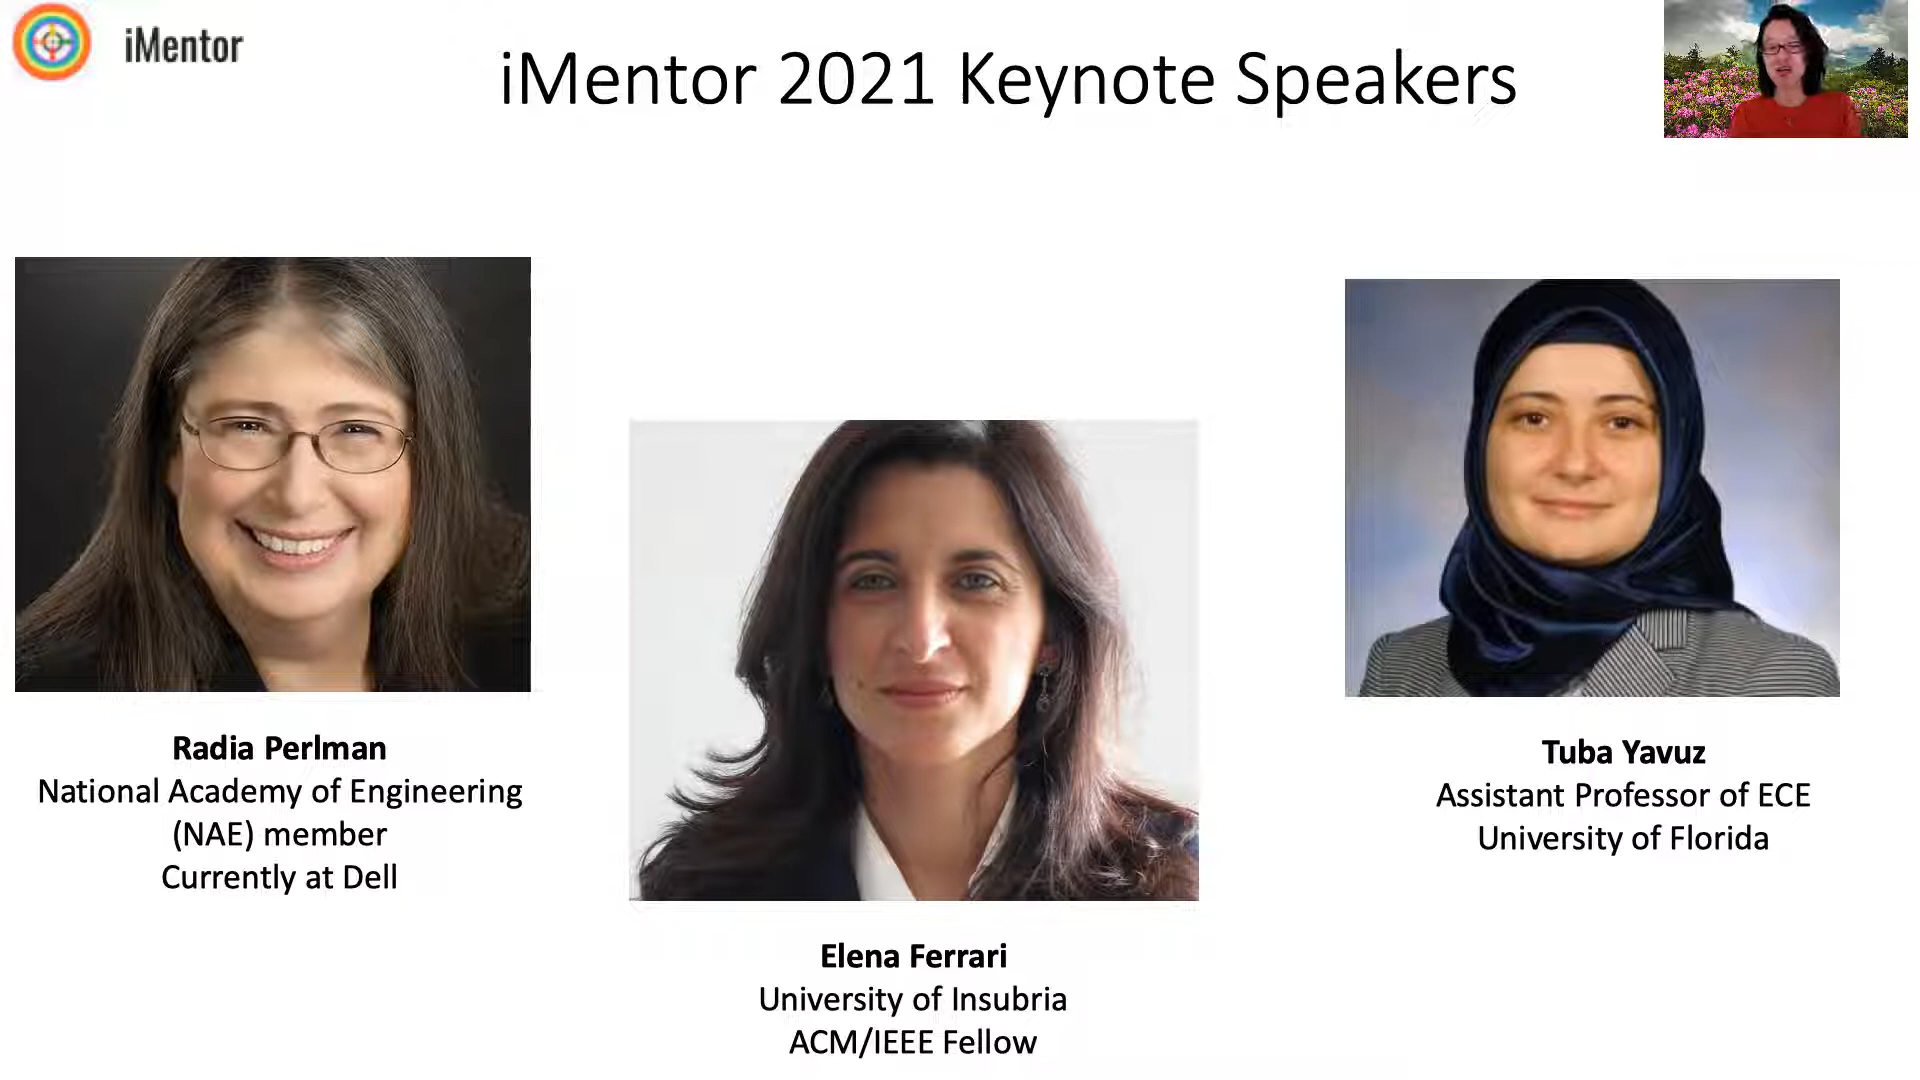 iMentor
iMentor 2021 Keynote Speakers
Radia Perlman
National Academy of Engineering
(NAE) member
Currently at Dell
Elena Ferrari
University of Insubria
ACM/IEEE Fellow
Tuba Yavuz
Assistant Professor of ECE
University of Florida